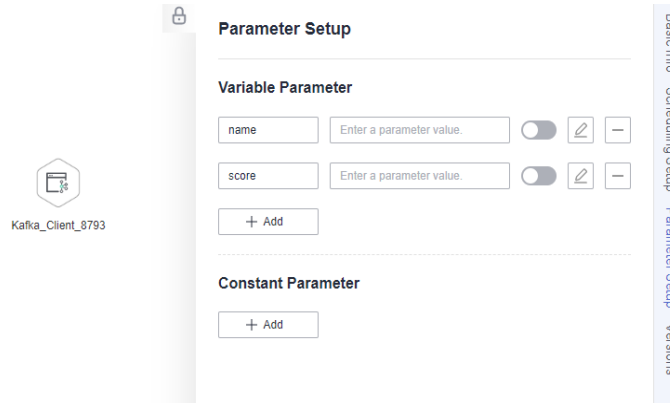 Parameter Setup
Variable Parameter
name
Enter a parameter value.
score
Enter a parameter value.
Add
Constant Parameter
Add
Kafka_Client_8793
Basic Info
Scheduling Setup
Parameter Setup
Versions